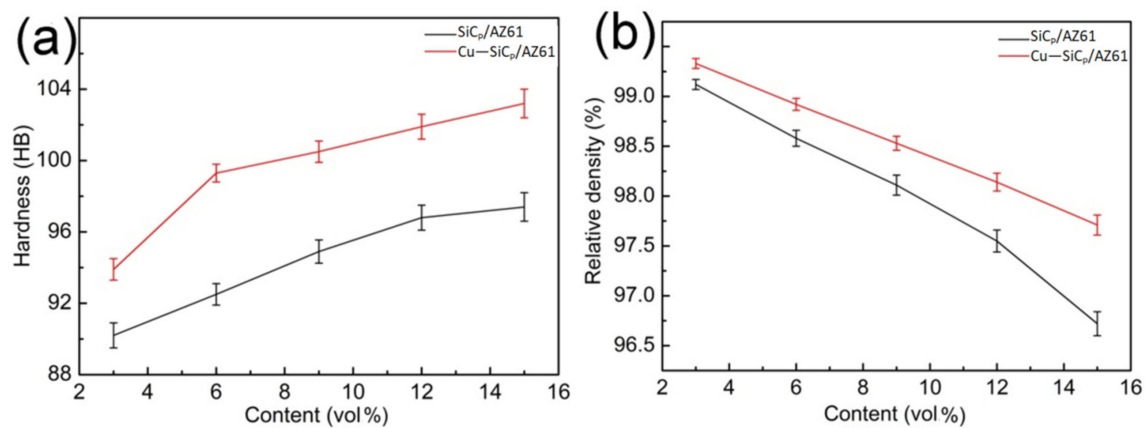 (a)
SiCₚ/AZ61
Cu—SiCₚ/AZ61
Hardness (HB)
104
100
96
92
88
2 4 6 8 10 12 14 16
Content (vol%)
(b)
SiCₚ/AZ61
Cu—SiCₚ/AZ61
Relative density (%)
99.0
98.5
98.0
97.5
97.0
96.5
2 4 6 8 10 12 14 16
Content (vol%)